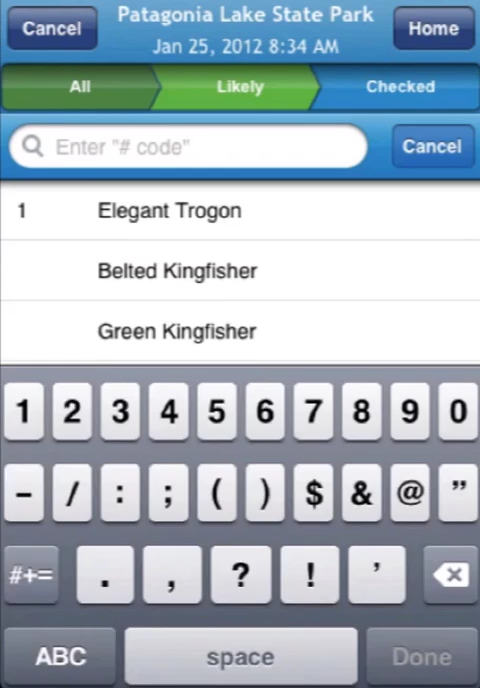 Cancel
Patagonia Lake State Park
Home
Jan 25, 2012 8:34 AM
All
Likely
Checked
Enter "# code"
Cancel
1 Elegant Trogon
Belted Kingfisher
Green Kingfisher
1 2 3 4 5 6 7 8 9 0
- / : ; ( ) $ & @ ”
#+= . , ? ! ’
ABC space Done